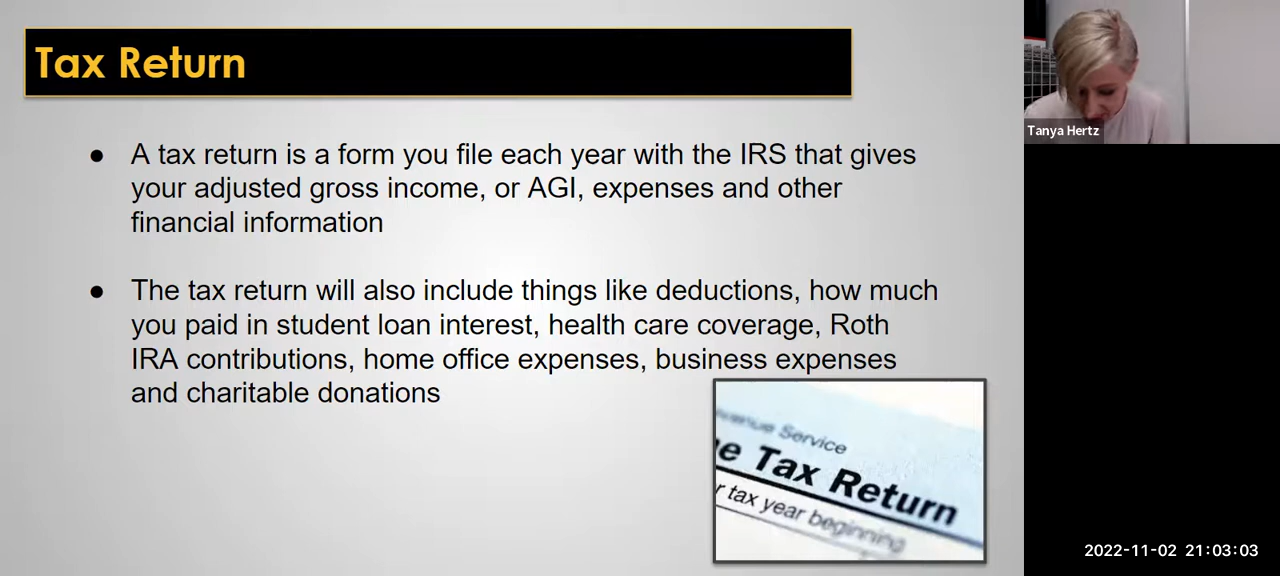 Tax Return
● A tax return is a form you file each year with the IRS that gives
your adjusted gross income, or AGI, expenses and other
financial information
● The tax return will also include things like deductions, how much
you paid in student loan interest, health care coverage, Roth
IRA contributions, home office expenses, business expenses
and charitable donations
Service
Tax Return
tax year beginning
Tanya Hertz
2022-11-02 21:03:03